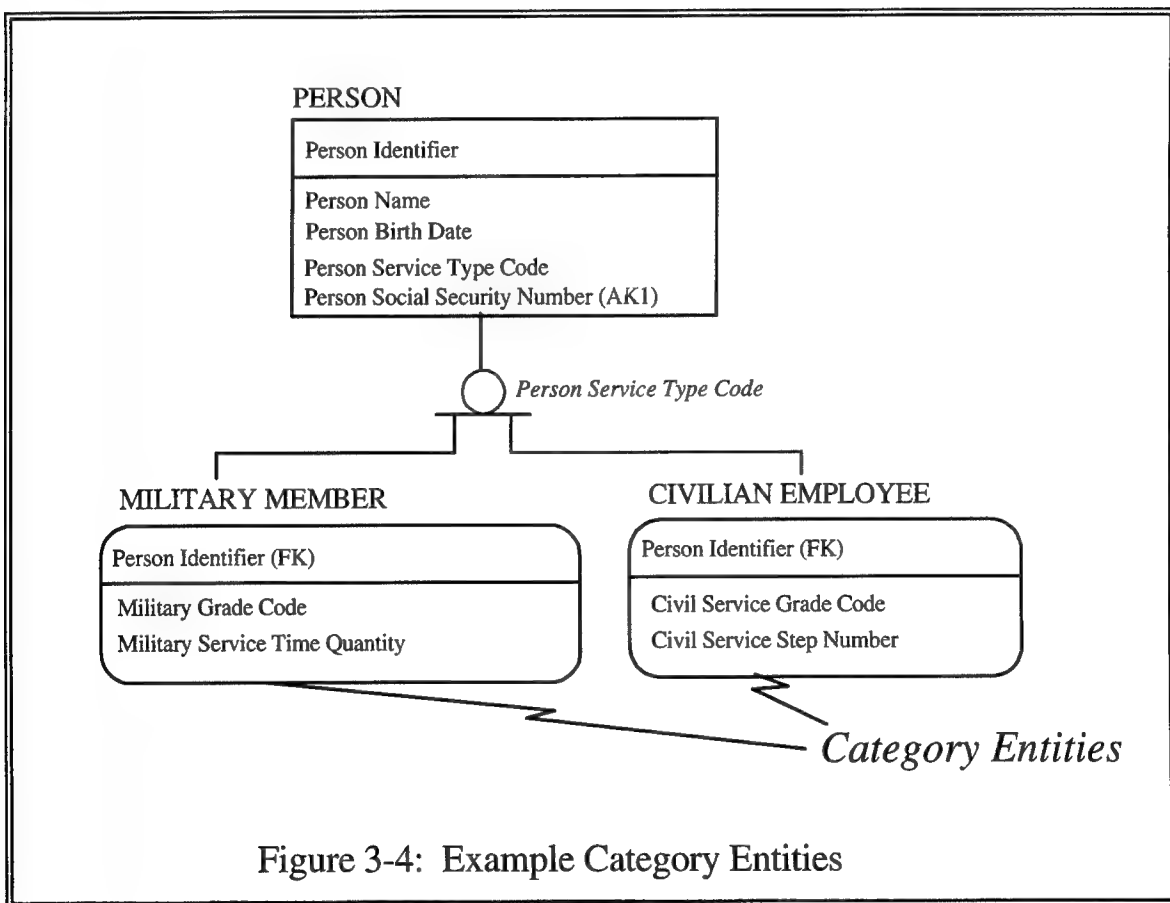 PERSON
Person Identifier
Person Name
Person Birth Date
Person Service Type Code
Person Social Security Number (AK1)
Person Service Type Code
MILITARY MEMBER
Person Identifier (FK)
Military Grade Code
Military Service Time Quantity
CIVILIAN EMPLOYEE
Person Identifier (FK)
Civil Service Grade Code
Civil Service Step Number
Category Entities
Figure 3-4: Example Category Entities